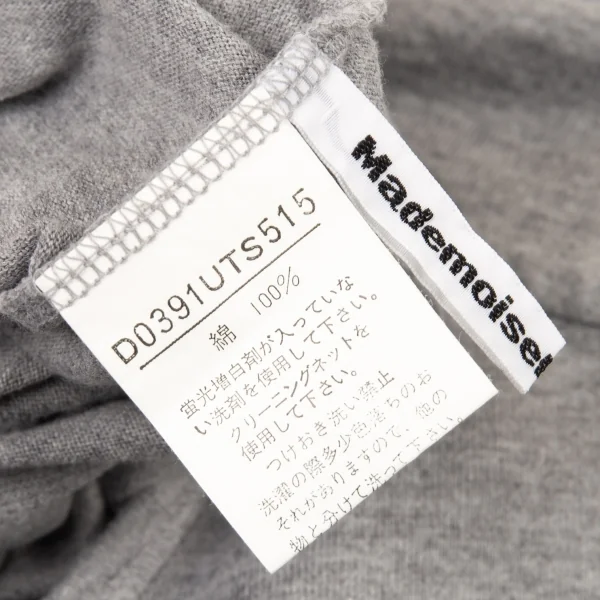 D0391UTS515
綿 100%
蛍光増白剤が入っていな
い洗剤を使用して下さい。
クリーニングネットを
使用して下さい。
つけおき洗い禁止
洗濯の際多少色落ちのお
それがありますので、他の
物と分けて洗って下さい。
Mademoisel